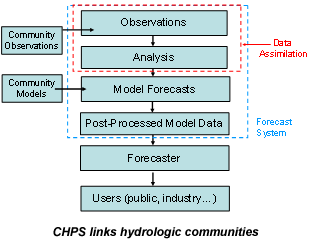 Community
Observations
Observations
Data
Assimilation
Analysis
Community
Models
Model Forecasts
Post-Processed Model Data
Forecast
System
Forecaster
Users (public, industry...)
CHPS links hydrologic communities